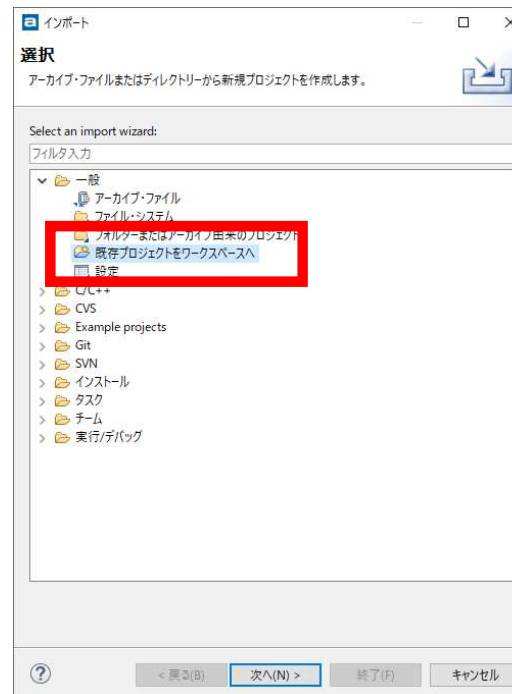 インポート
選択
アーカイブ・ファイルまたはディレクトリーから新規プロジェクトを作成します。
Select an import wizard:
フィルタ入力
一般
アーカイブ・ファイル
ファイル・システム
フォルダーまたはアーカイブ由来のプロジェクト
既存プロジェクトをワークスペースへ
設定
C/C++
CVS
Example projects
Git
SVN
インストール
タスク
チーム
実行/デバッグ
< 戻る(B) 次へ(N) > 終了(F) キャンセル